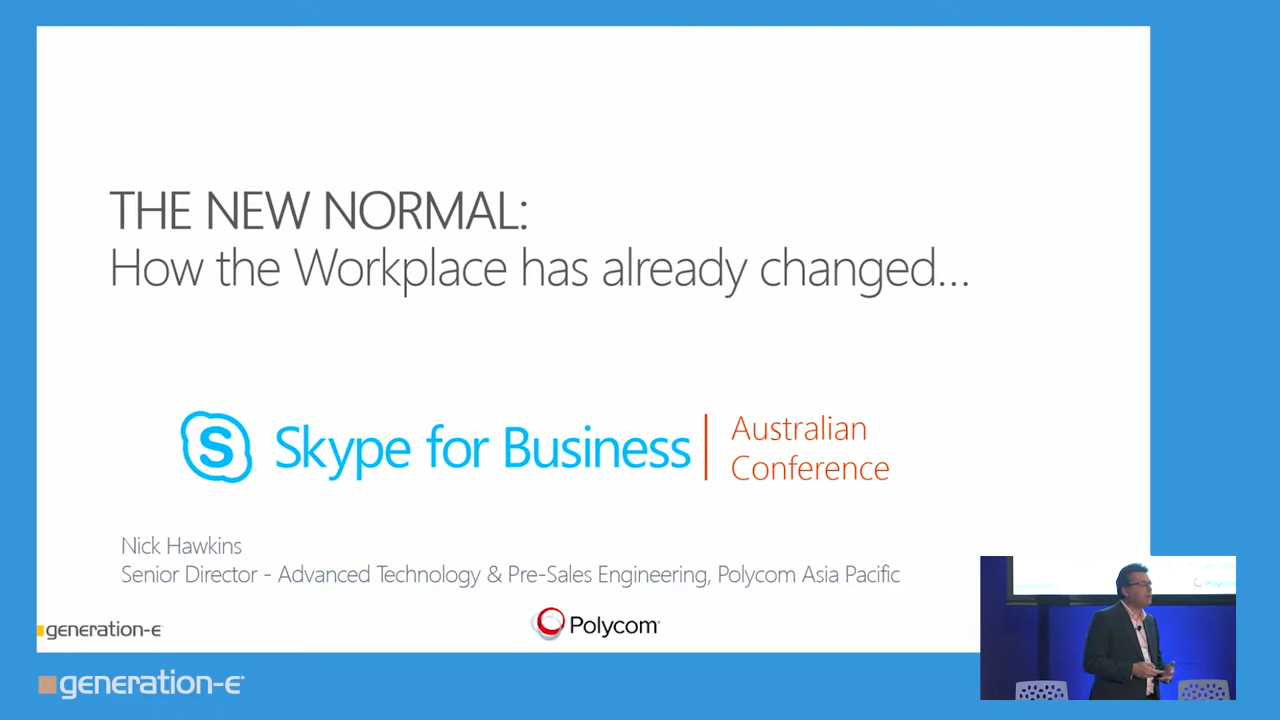 THE NEW NORMAL:
How the Workplace has already changed...
S Skype for Business
Australian
Conference
Nick Hawkins
Senior Director - Advanced Technology & Pre-Sales Engineering, Polycom Asia Pacific
generation-e
Polycom
generation-e
Polycom